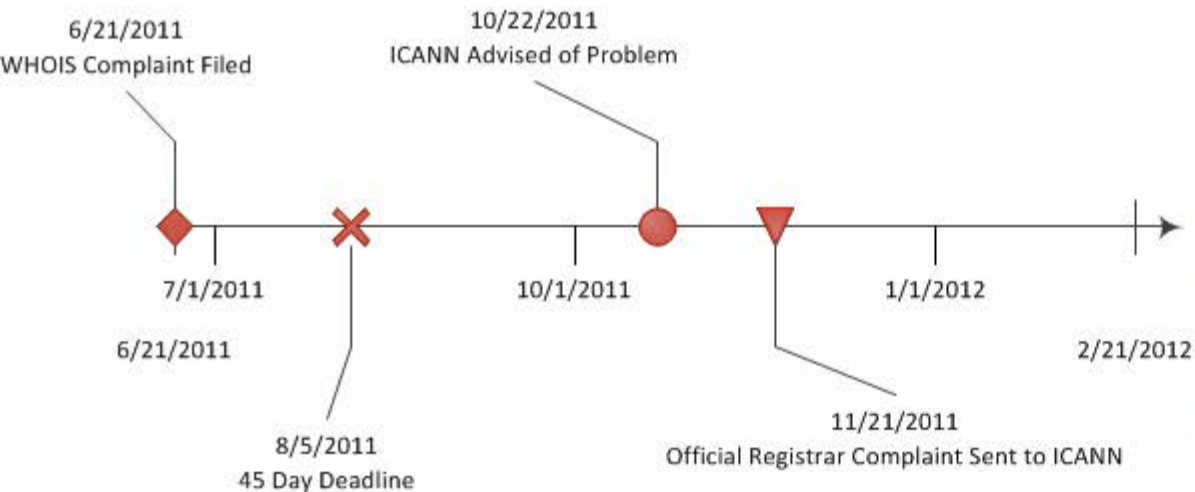 6/21/2011
WHOIS Complaint Filed
10/22/2011
ICANN Advised of Problem
7/1/2011
10/1/2011
1/1/2012
6/21/2011
2/21/2012
8/5/2011
45 Day Deadline
11/21/2011
Official Registrar Complaint Sent to ICANN